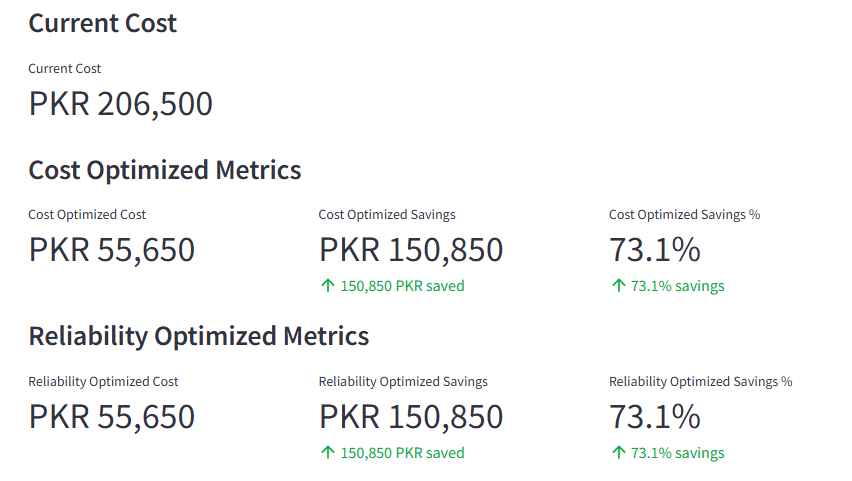 Current Cost
Current Cost
PKR 206,500
Cost Optimized Metrics
Cost Optimized Cost
PKR 55,650
Cost Optimized Savings
PKR 150,850
↑ 150,850 PKR saved
Cost Optimized Savings %
73.1%
↑ 73.1% savings
Reliability Optimized Metrics
Reliability Optimized Cost
PKR 55,650
Reliability Optimized Savings
PKR 150,850
↑ 150,850 PKR saved
Reliability Optimized Savings %
73.1%
↑ 73.1% savings